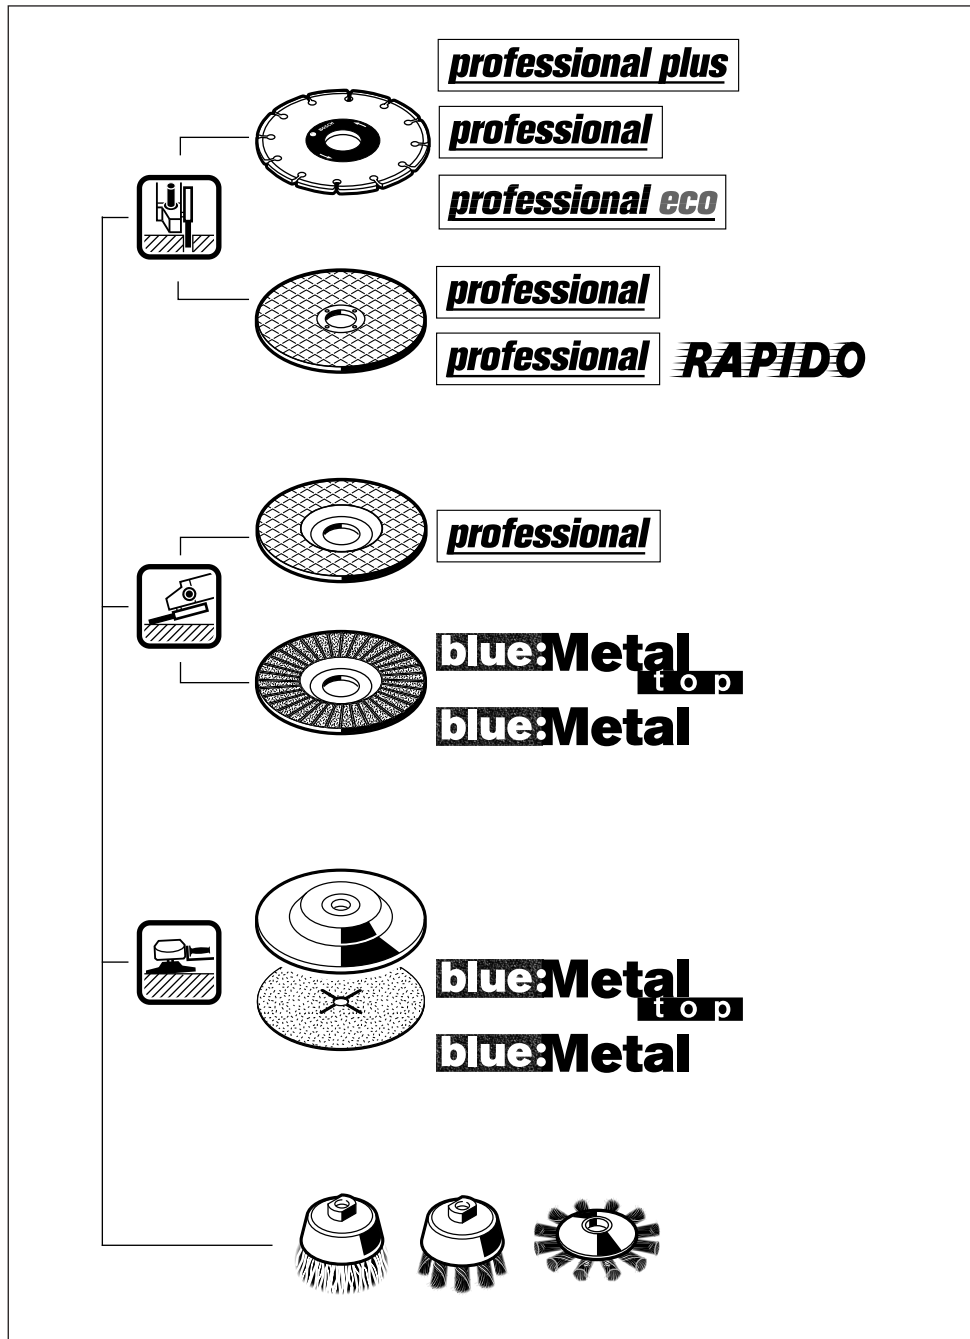 professional plus
BOSCH
professional
professional eco
professional
professional RAPIDO
professional
blue:Metal
top
blue:Metal
blue:Metal
top
blue:Metal